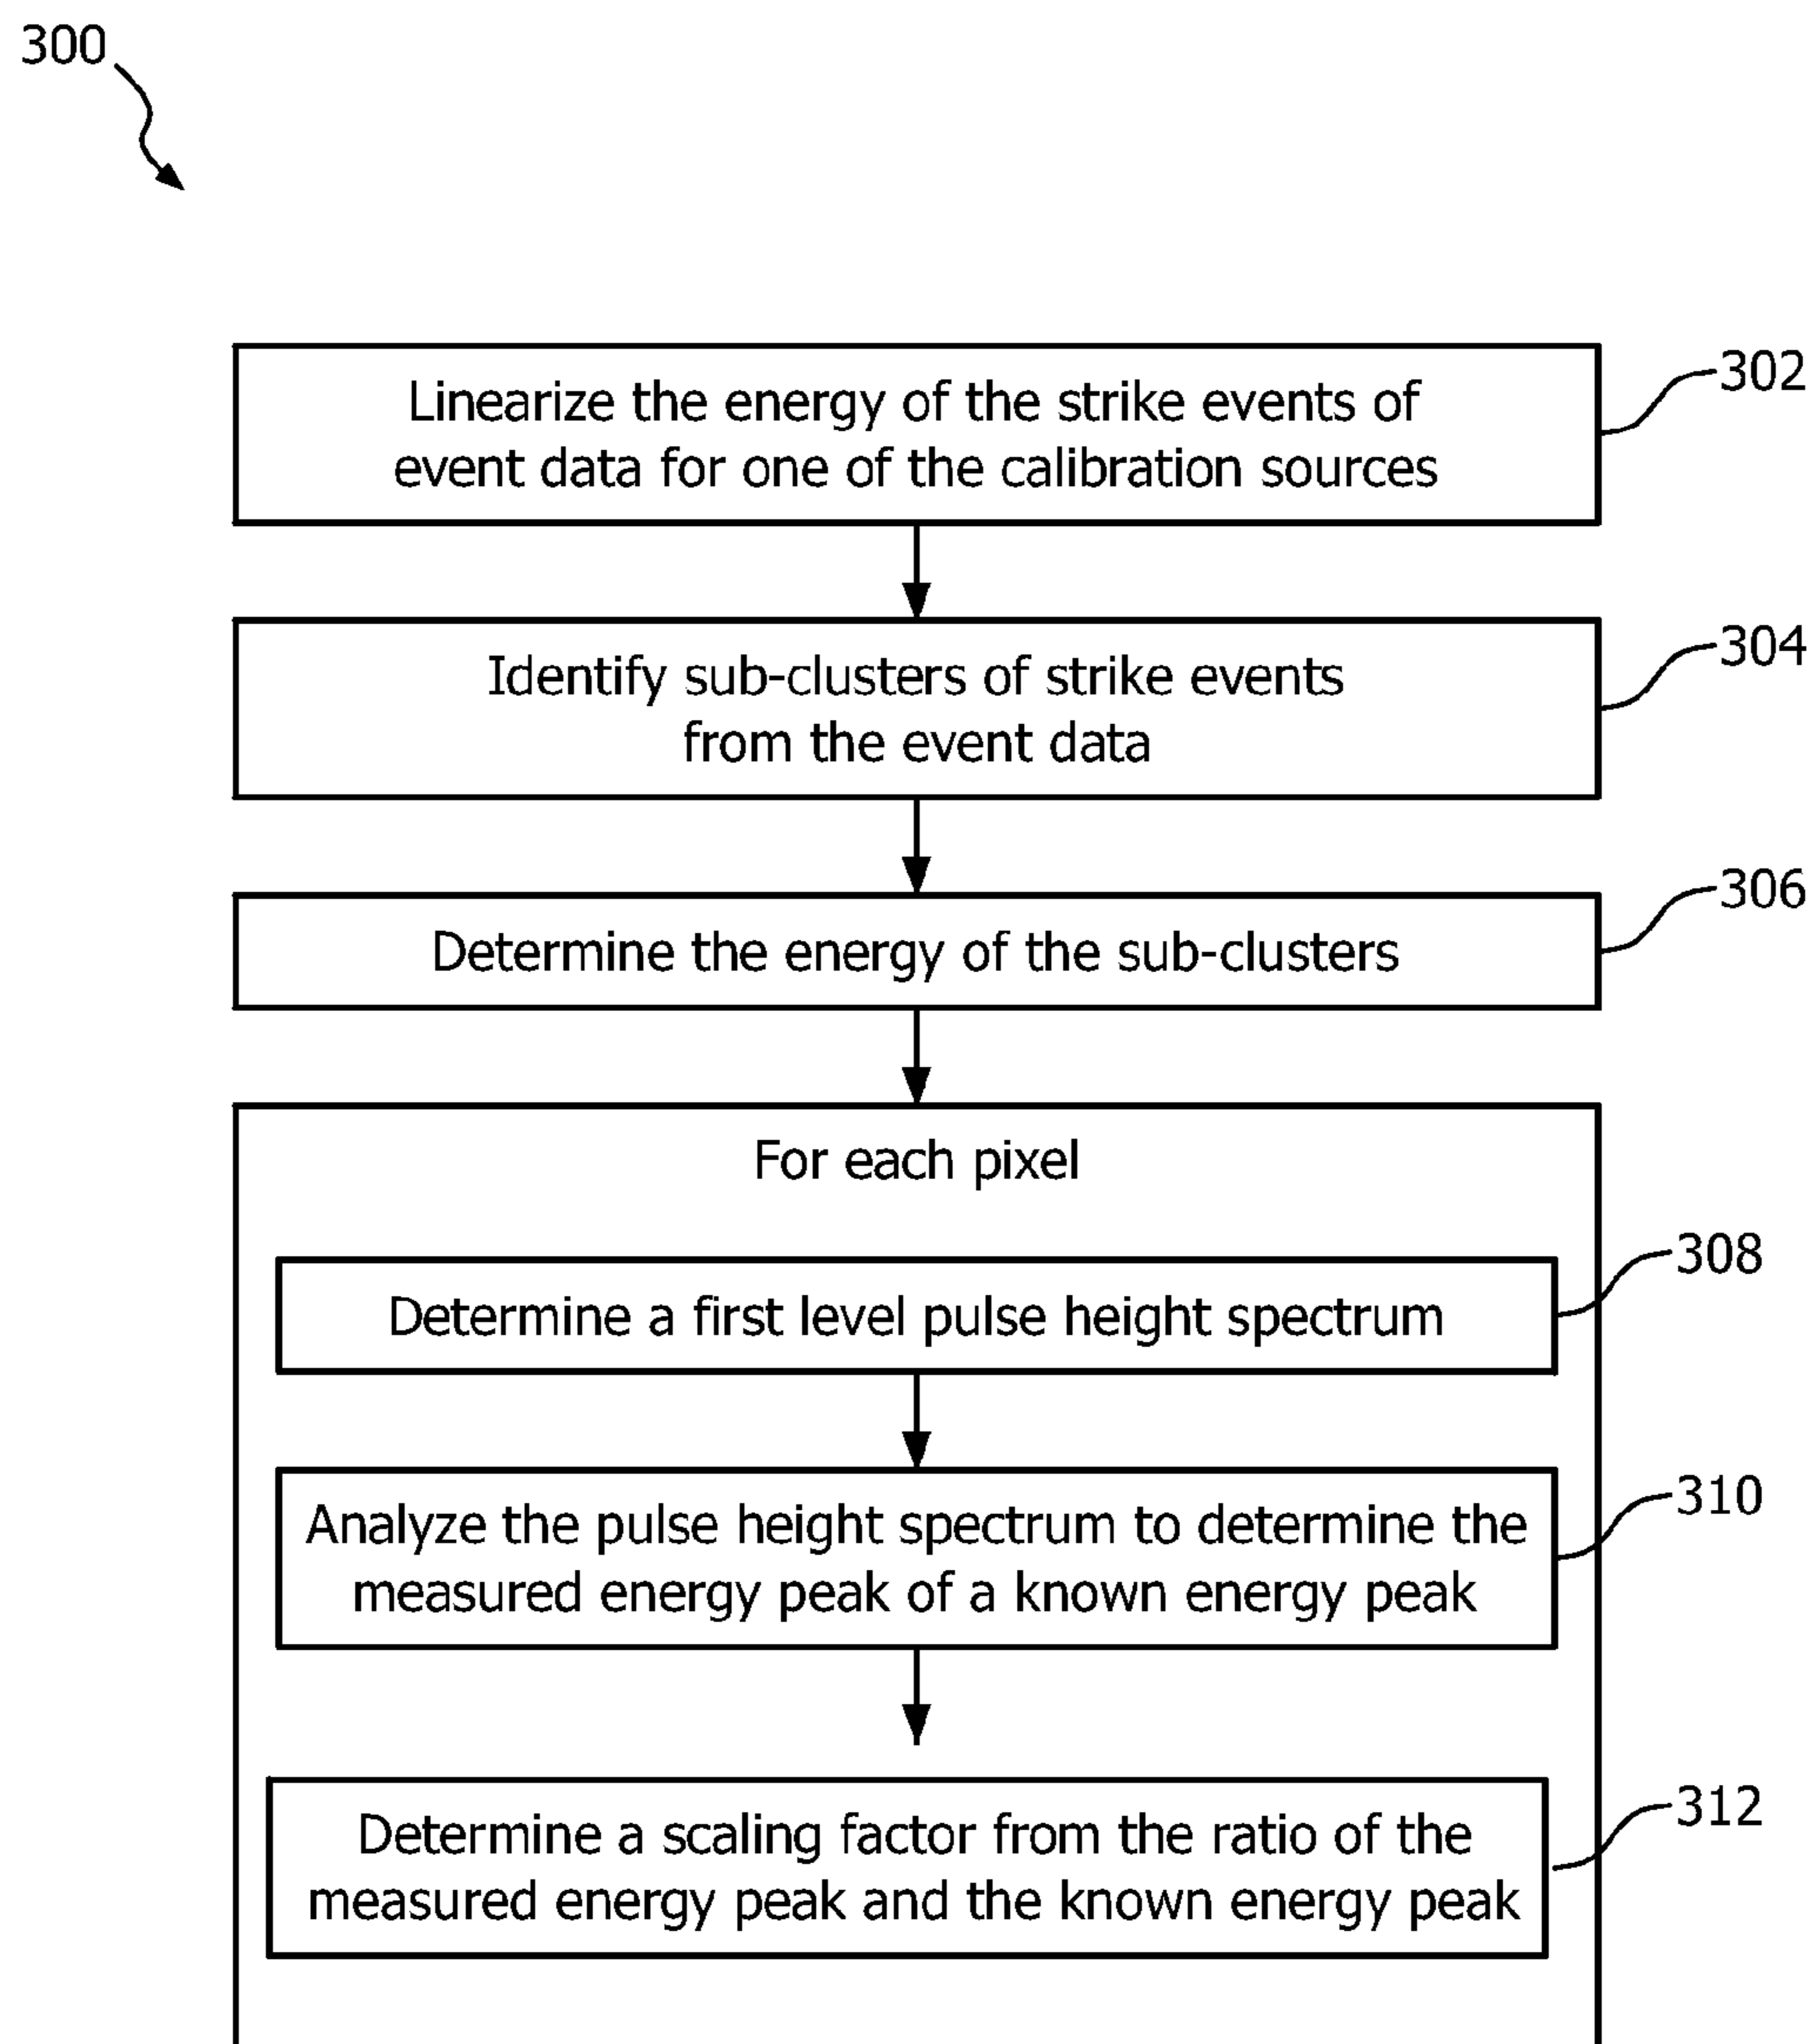 300
Linearize the energy of the strike events of
event data for one of the calibration sources
302
Identify sub-clusters of strike events
from the event data
304
Determine the energy of the sub-clusters
306
For each pixel
Determine a first level pulse height spectrum
308
Analyze the pulse height spectrum to determine the
measured energy peak of a known energy peak
310
Determine a scaling factor from the ratio of the
measured energy peak and the known energy peak
312